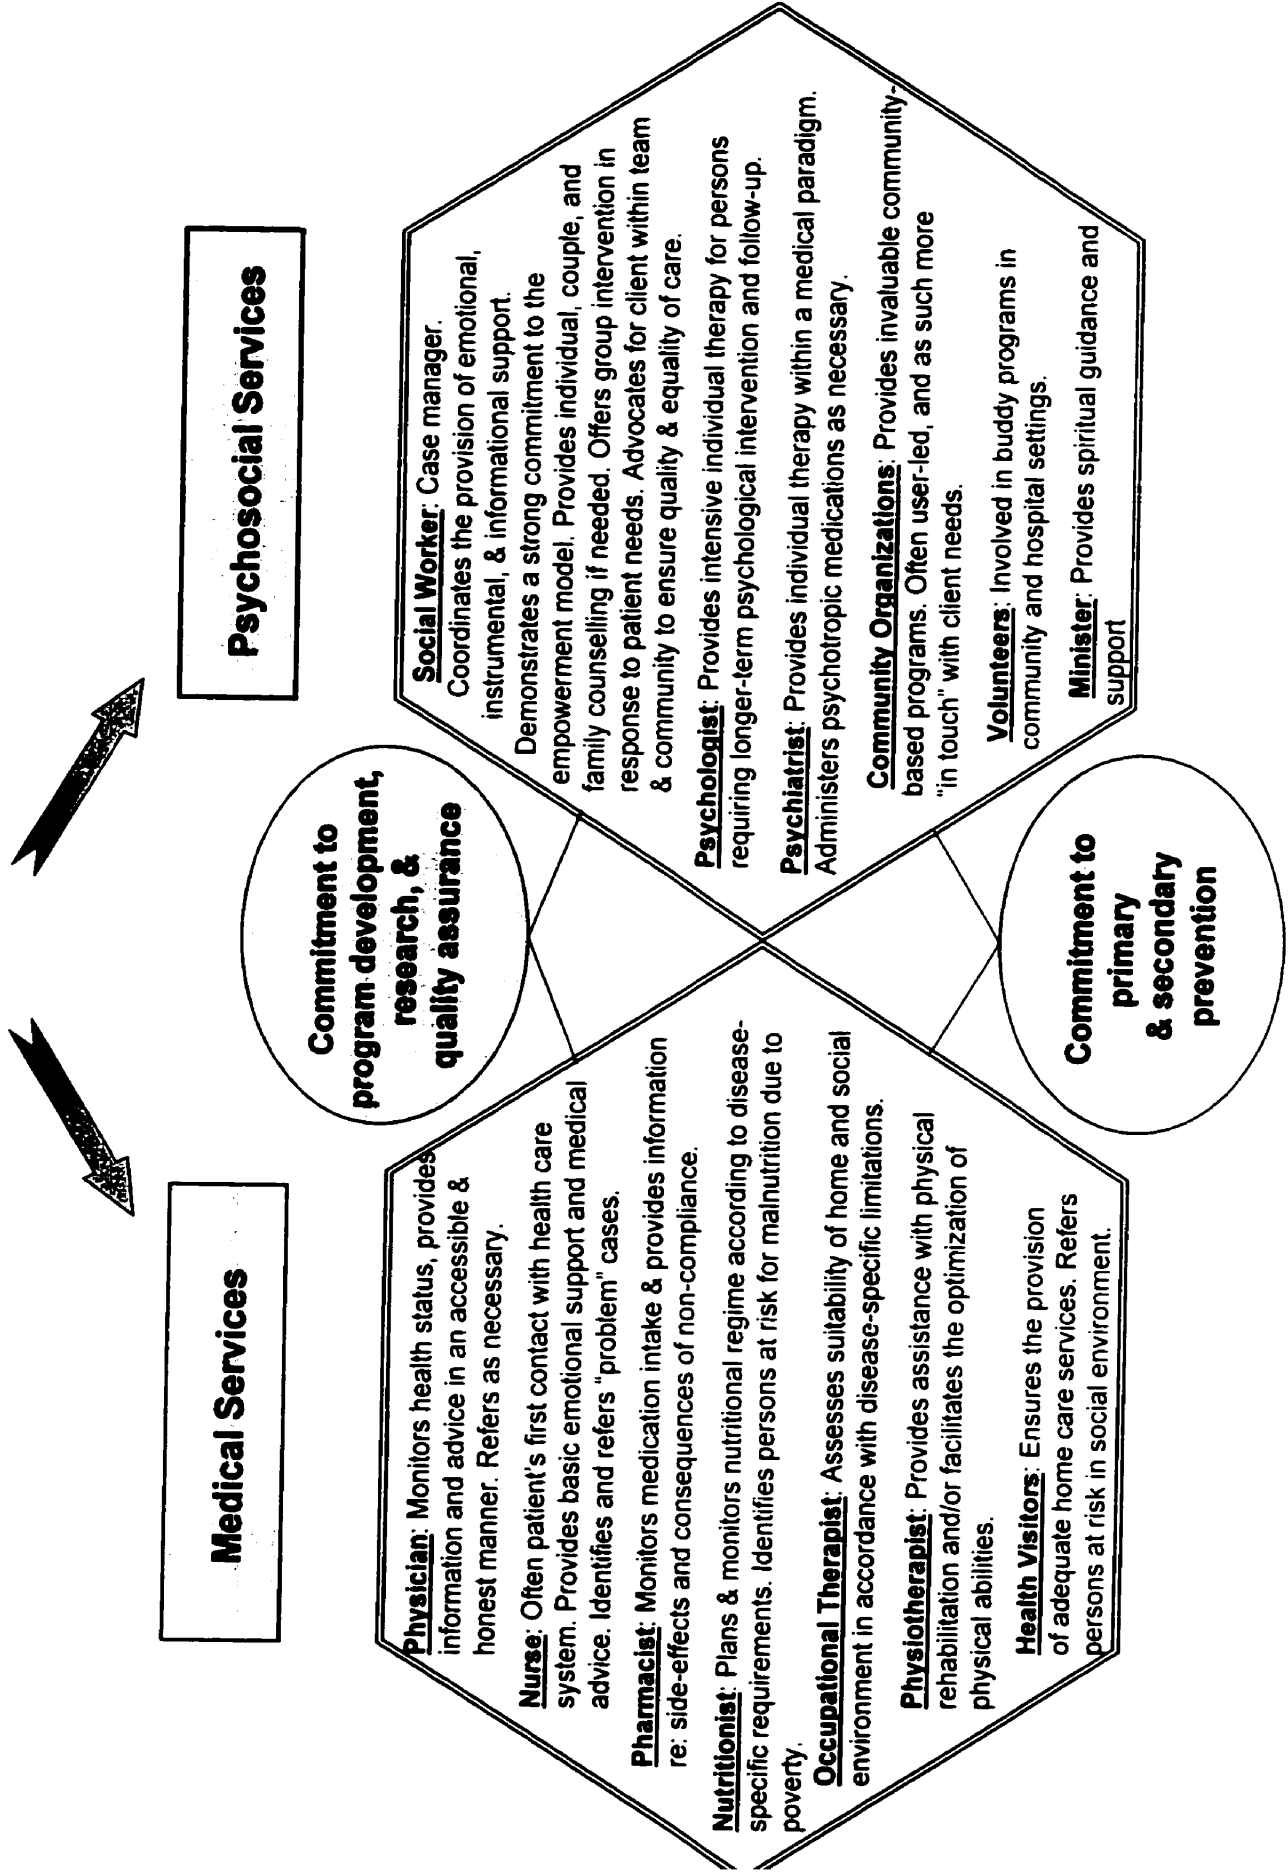 Medical Services
Physician: Monitors health status, provides
information and advice in an accessible &
honest manner. Refers as necessary.
Nurse: Often patient's first contact with health care
system. Provides basic emotional support and medical
advice. Identifies and refers "problem" cases.
Pharmacist: Monitors medication intake & provides information
re: side-effects and consequences of non-compliance.
Nutritionist: Plans & monitors nutritional regime according to disease-
specific requirements. Identifies persons at risk for malnutrition due to
poverty.
Occupational Therapist: Assesses suitability of home and social
environment in accordance with disease-specific limitations.
Physiotherapist: Provides assistance with physical
rehabilitation and/or facilitates the optimization of
physical abilities.
Health Visitors: Ensures the provision
of adequate home care services. Refers
persons at risk in social environment.
Commitment to
program development,
research, &
quality assurance
Commitment to
primary
& secondary
prevention
Psychosocial Services
Social Worker: Case manager.
Coordinates the provision of emotional,
instrumental, & informational support.
Demonstrates a strong commitment to the
empowerment model. Provides individual, couple, and
family counselling if needed. Offers group intervention in
response to patient needs. Advocates for client within team
& community to ensure quality & equality of care.
Psychologist: Provides intensive individual therapy for persons
requiring longer-term psychological intervention and follow-up.
Psychiatrist: Provides individual therapy within a medical paradigm.
Administers psychotropic medications as necessary.
Community Organizations: Provides invaluable community-
based programs. Often user-led, and as such more
"in touch" with client needs.
Volunteers: Involved in buddy programs in
community and hospital settings.
Minister: Provides spiritual guidance and
support